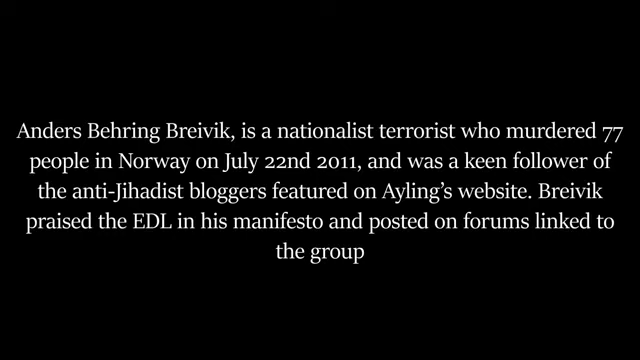 Anders Behring Breivik, is a nationalist terrorist who murdered 77
people in Norway on July 22nd 2011, and was a keen follower of
the anti-Jihadist bloggers featured on Ayling’s website. Breivik
praised the EDL in his manifesto and posted on forums linked to
the group